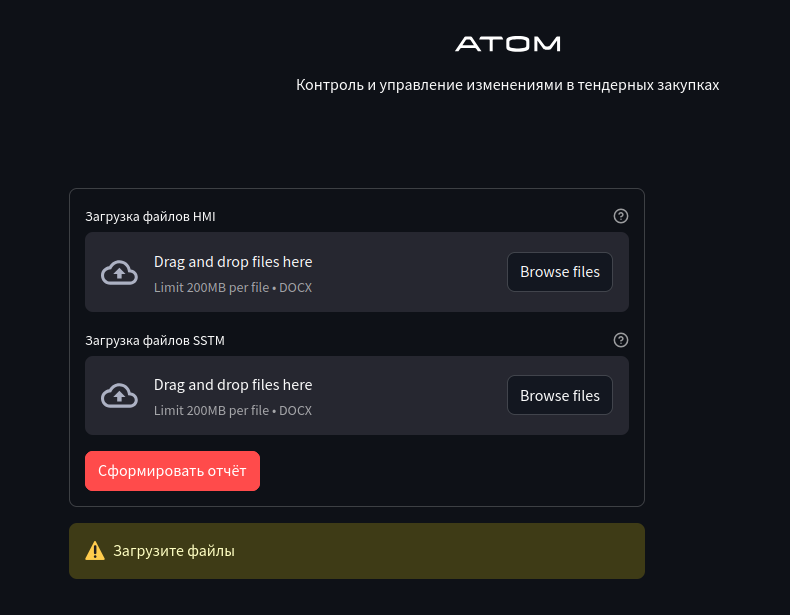 ATOM
Контроль и управление изменениями в тендерных закупках
Загрузка файлов HMI
Drag and drop files here
Limit 200MB per file • DOCX
Browse files
Загрузка файлов SSTM
Drag and drop files here
Limit 200MB per file • DOCX
Browse files
Сформировать отчёт
Загрузите файлы